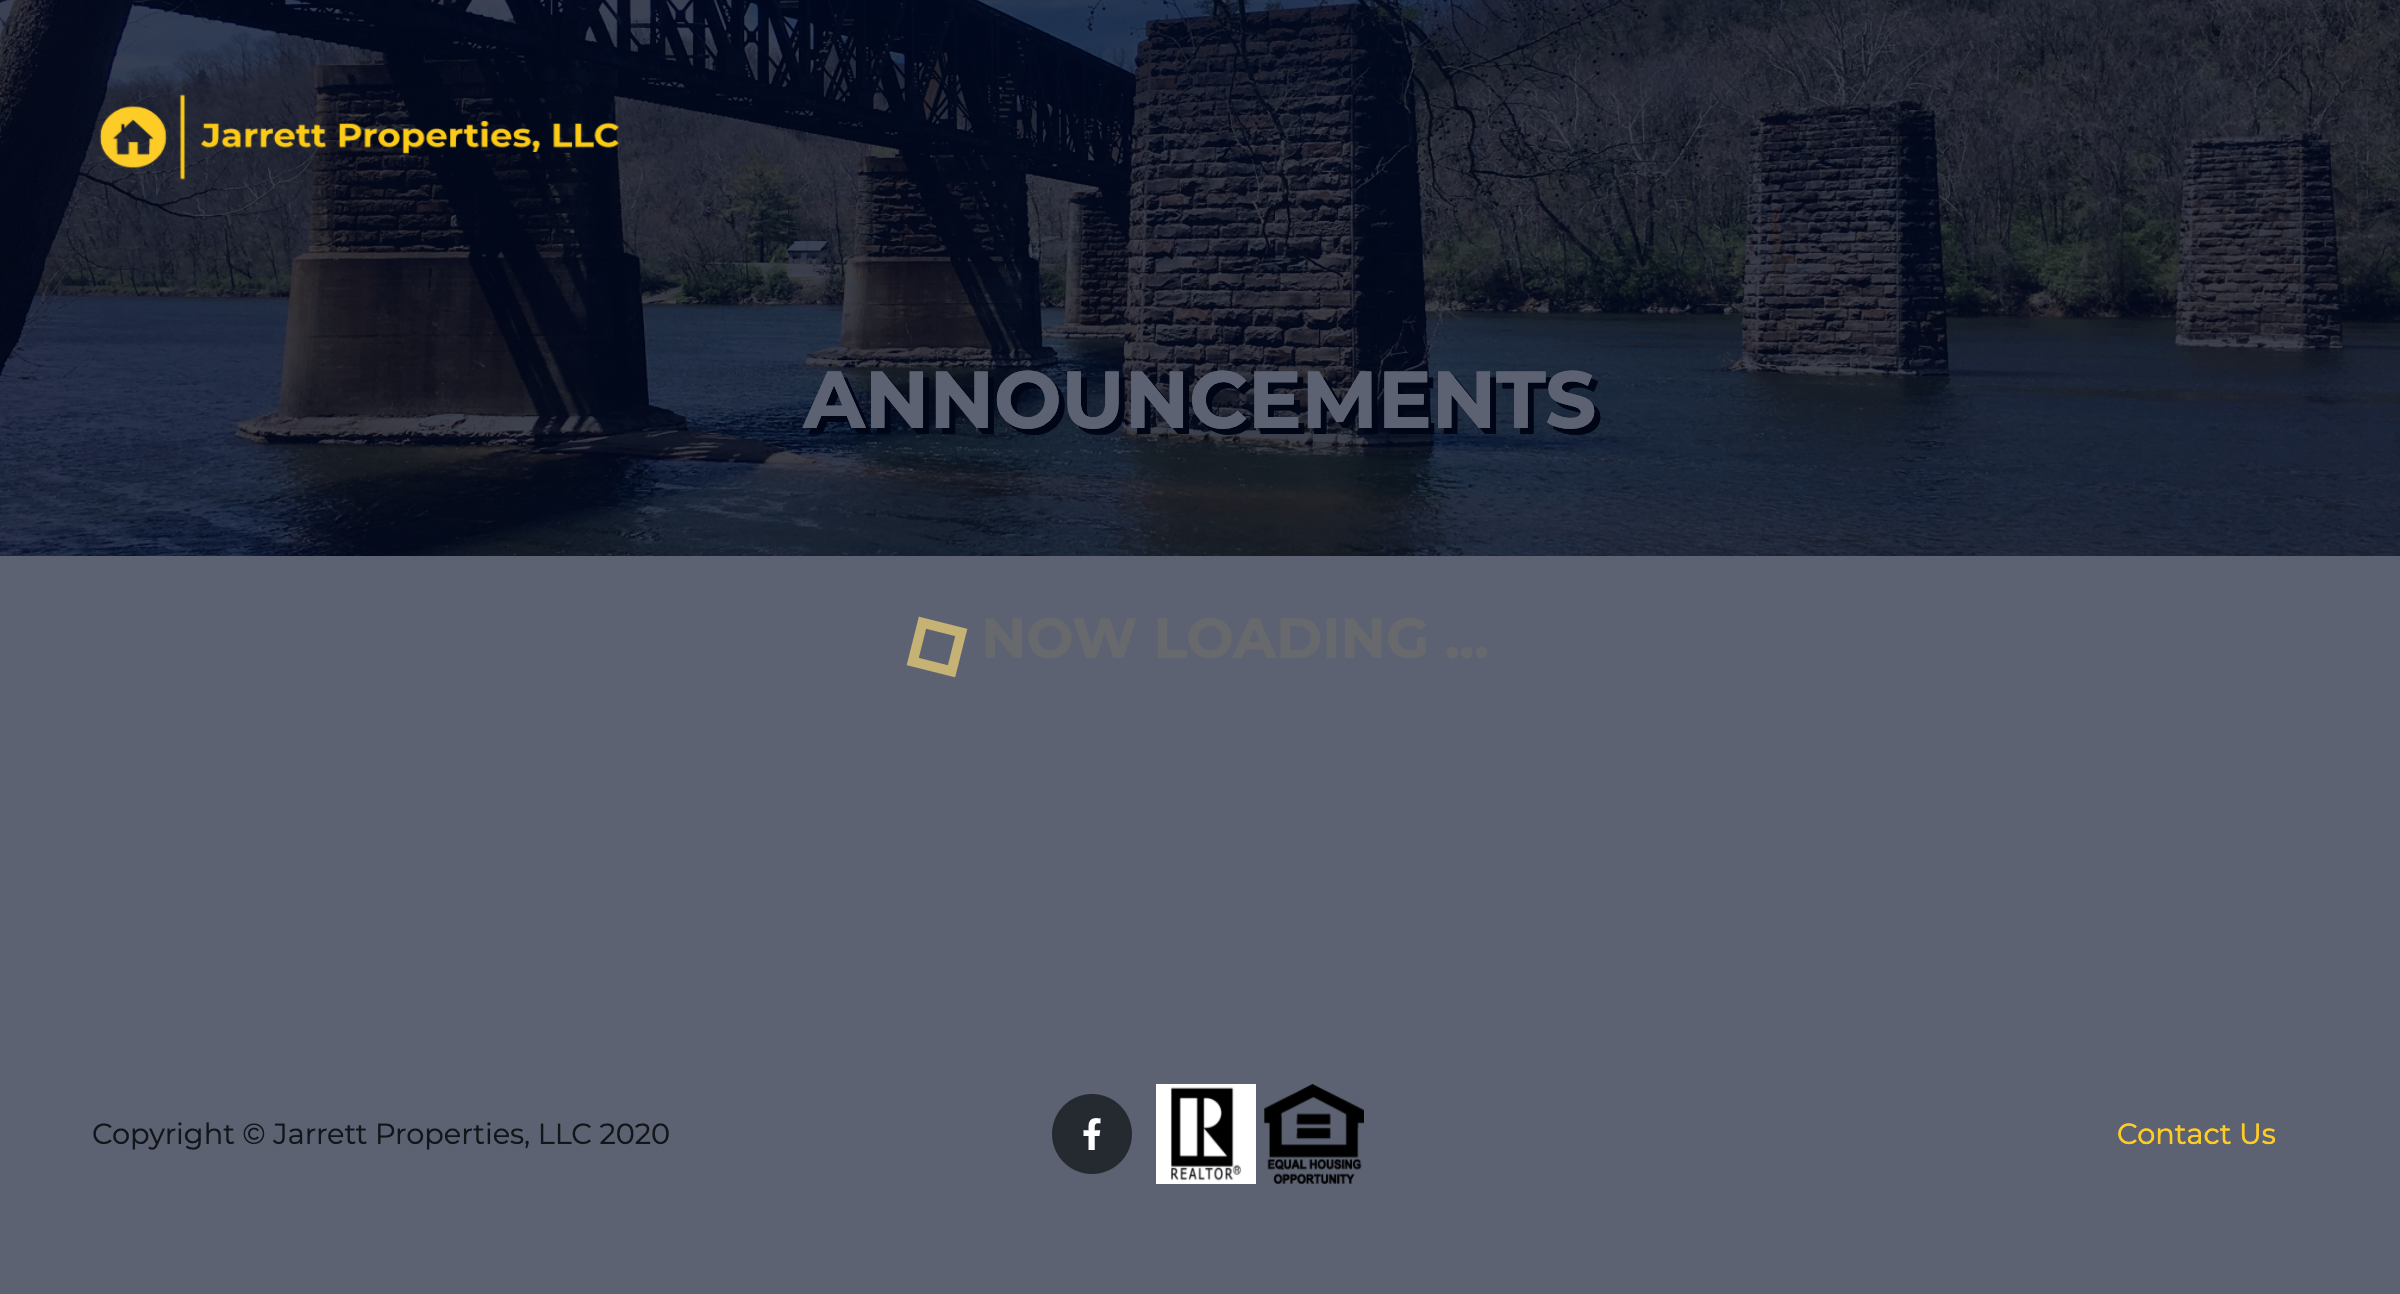 Jarrett Properties, LLC
ANNOUNCEMENTS
NOW LOADING ...
Copyright © Jarrett Properties, LLC 2020
REALTOR®
EQUAL HOUSING
OPPORTUNITY
Contact Us